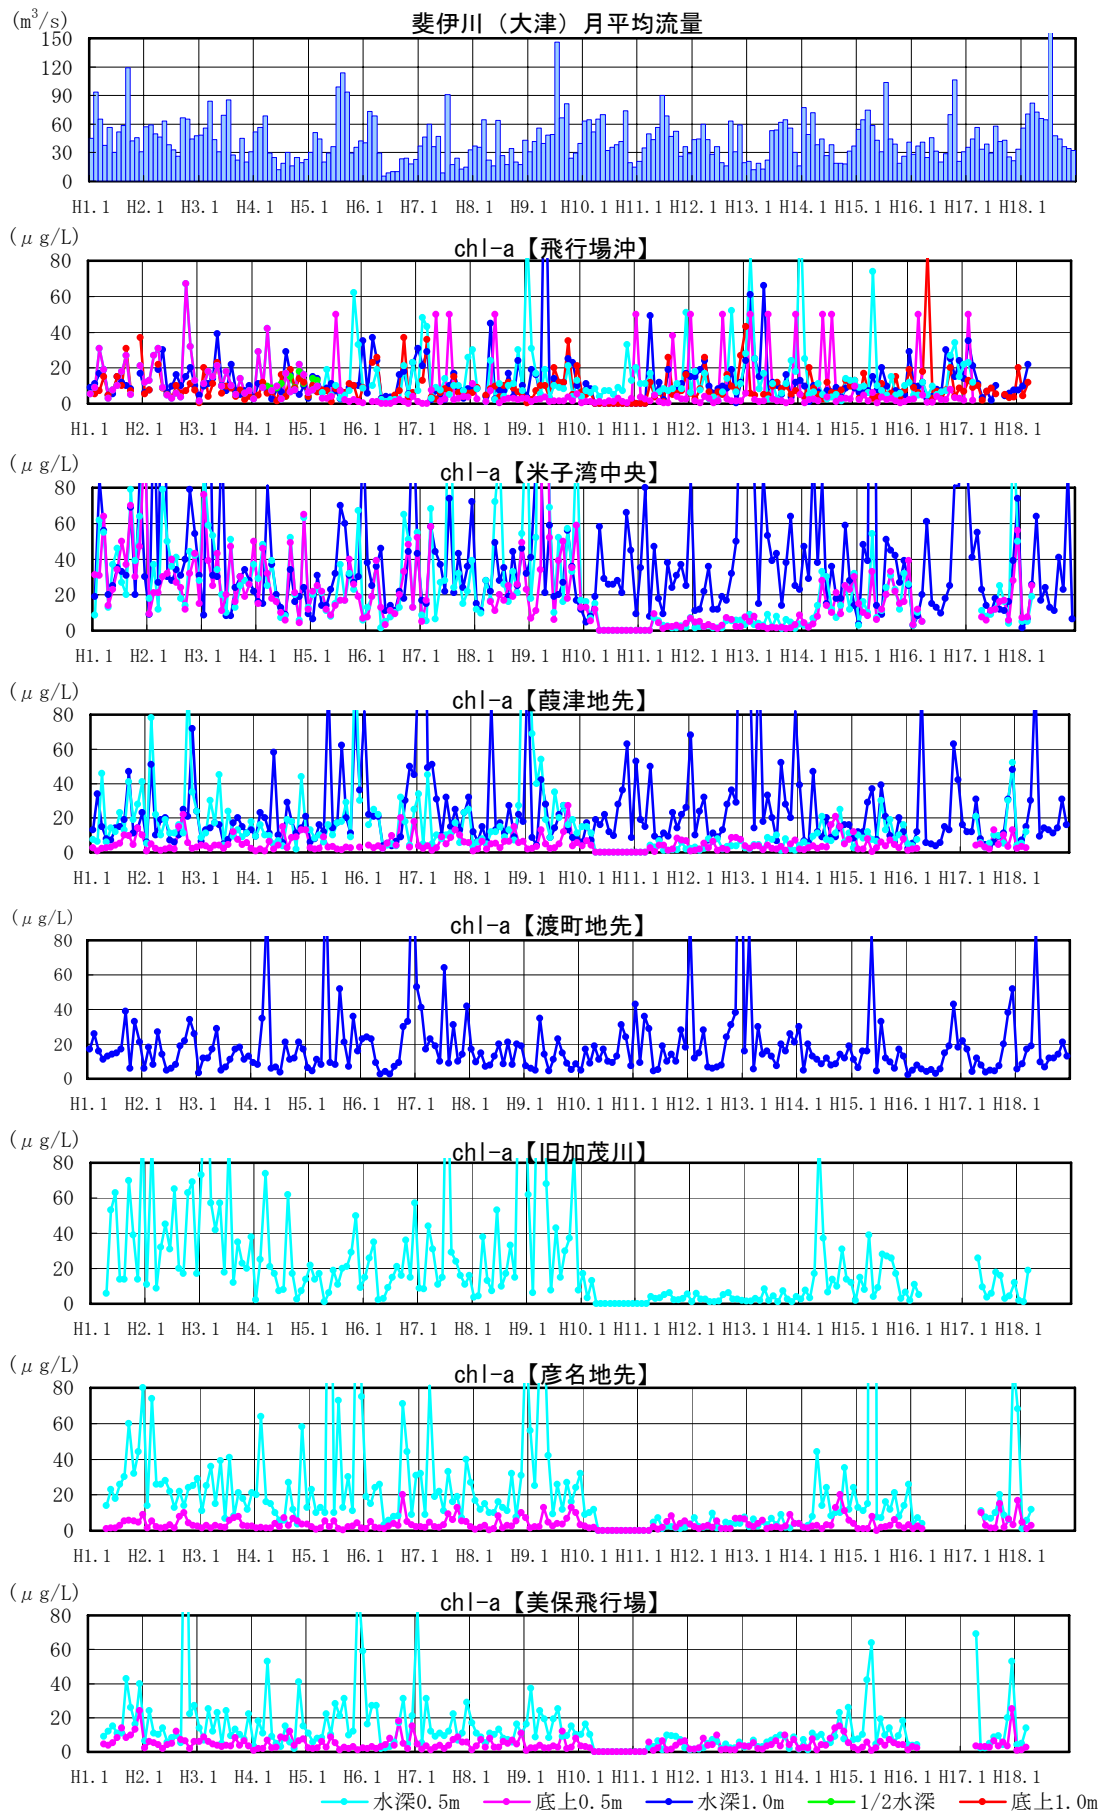 (m³/s) 斐伊川（大津）月平均流量
150
120
90
60
30
0
H1.1 H2.1 H3.1 H4.1 H5.1 H6.1 H7.1 H8.1 H9.1 H10.1 H11.1 H12.1 H13.1 H14.1 H15.1 H16.1 H17.1 H18.1
(μg/L) chl-a【飛行場沖】
80
60
40
20
0
H1.1 H2.1 H3.1 H4.1 H5.1 H6.1 H7.1 H8.1 H9.1 H10.1 H11.1 H12.1 H13.1 H14.1 H15.1 H16.1 H17.1 H18.1
(μg/L) chl-a【米子湾中央】
80
60
40
20
0
H1.1 H2.1 H3.1 H4.1 H5.1 H6.1 H7.1 H8.1 H9.1 H10.1 H11.1 H12.1 H13.1 H14.1 H15.1 H16.1 H17.1 H18.1
(μg/L) chl-a【葭津地先】
80
60
40
20
0
H1.1 H2.1 H3.1 H4.1 H5.1 H6.1 H7.1 H8.1 H9.1 H10.1 H11.1 H12.1 H13.1 H14.1 H15.1 H16.1 H17.1 H18.1
(μg/L) chl-a【渡町地先】
80
60
40
20
0
H1.1 H2.1 H3.1 H4.1 H5.1 H6.1 H7.1 H8.1 H9.1 H10.1 H11.1 H12.1 H13.1 H14.1 H15.1 H16.1 H17.1 H18.1
(μg/L) chl-a【旧加茂川】
80
60
40
20
0
H1.1 H2.1 H3.1 H4.1 H5.1 H6.1 H7.1 H8.1 H9.1 H10.1 H11.1 H12.1 H13.1 H14.1 H15.1 H16.1 H17.1 H18.1
(μg/L) chl-a【彦名地先】
80
60
40
20
0
H1.1 H2.1 H3.1 H4.1 H5.1 H6.1 H7.1 H8.1 H9.1 H10.1 H11.1 H12.1 H13.1 H14.1 H15.1 H16.1 H17.1 H18.1
(μg/L) chl-a【美保飛行場】
80
60
40
20
0
H1.1 H2.1 H3.1 H4.1 H5.1 H6.1 H7.1 H8.1 H9.1 H10.1 H11.1 H12.1 H13.1 H14.1 H15.1 H16.1 H17.1 H18.1
水深0.5m 底上0.5m 水深1.0m 1/2水深 底上1.0m